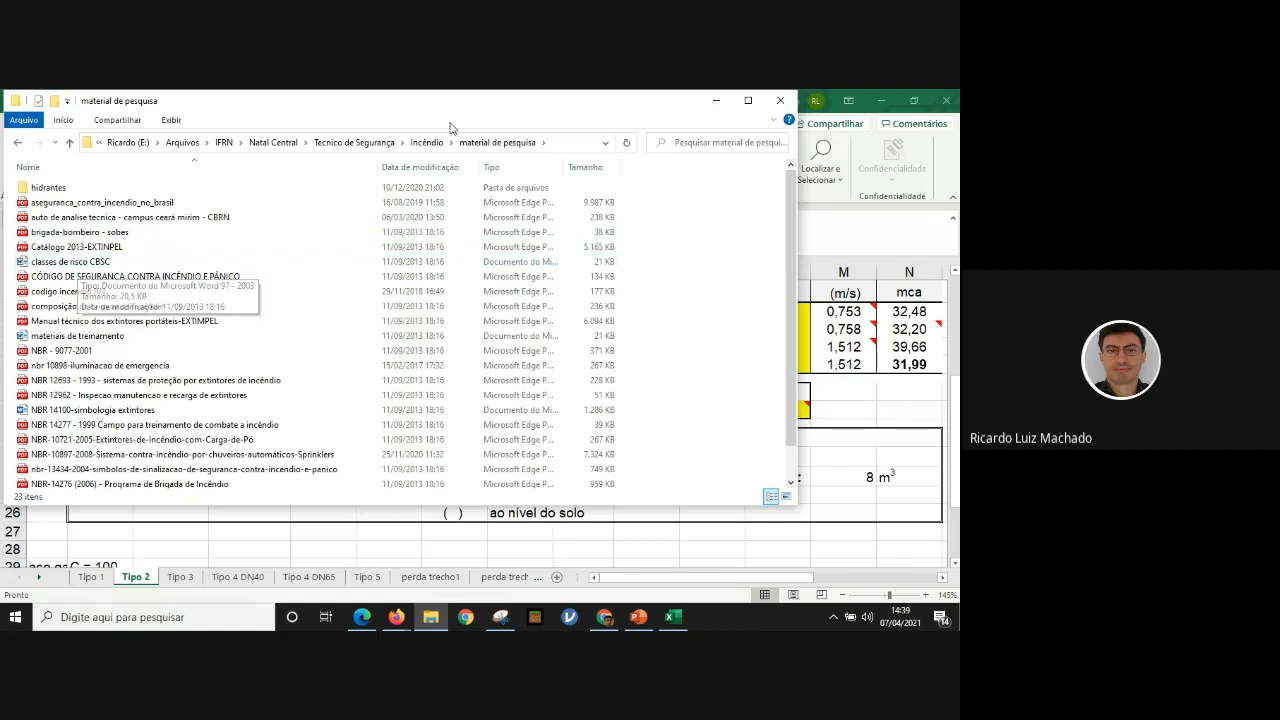 material de pesquisa
RL
Arquivo
Início
Compartilhar
Exibir
Compartilhar
Comentários
Ricardo (E:) > Arquivos > IFRN > Natal Central > Tecnico de Segurança > Incêndio > material de pesquisa >
Pesquisar material de pesqui...
Localizar e
Selecionar
Confidencialidade
Confidencialidade
Nome
Data de modificação
Tipo
Tamanho
hidrantes 10/12/2020 21:02 Pasta de arquivos
aseguranca_contra_incendio_no_brasil 16/08/2019 11:58 Microsoft Edge P... 9.987 KB
auto de analise tecnica - campus ceará mirim - CBRN 06/03/2020 13:50 Microsoft Edge P... 238 KB
brigada-bombeiro - sobes 11/09/2013 18:16 Microsoft Edge P... 38 KB
Catálogo 2013-EXTINPEL 11/09/2013 18:16 Microsoft Edge P... 5.165 KB
classes de risco CBSC 11/09/2013 18:16 Documento do Mi... 21 KB
CÓDIGO DE SEGURANÇA CONTRA INCÊNDIO E PÂNICO 11/09/2013 18:16 Microsoft Edge P... 134 KB
codigo ince 29/11/2018 16:49 Microsoft Edge P... 177 KB
composição 11/09/2013 18:16 Microsoft Edge P... 236 KB
Tipo: Documento do Microsoft Word 97 - 2003
Tamanho: 20,5 KB
Data de modificação: 11/09/2013 18:16
Manual técnico dos extintores portáteis-EXTIMPEL 11/09/2013 18:16 Microsoft Edge P... 6.094 KB
materiais de treinamento 11/09/2013 18:16 Documento do Mi... 21 KB
NBR - 9077-2001 11/09/2013 18:16 Microsoft Edge P... 371 KB
nbr 10898-iluminacao de emergencia 15/02/2017 17:32 Microsoft Edge P... 267 KB
NBR 12693 - 1993 - sistemas de proteção por extintores de incêndio 11/09/2013 18:16 Microsoft Edge P... 228 KB
NBR 12962 - Inspecao manutencao e recarga de extintores 11/09/2013 18:16 Microsoft Edge P... 51 KB
NBR 14100-simbologia extintores 11/09/2013 18:16 Documento do Mi... 1.286 KB
NBR 14277 - 1999 Campo para treinamento de combate a incêndio 11/09/2013 18:16 Microsoft Edge P... 39 KB
NBR-10721-2005-Extintores-de-Incêndio-com-Carga-de-Pó 11/09/2013 18:16 Microsoft Edge P... 267 KB
NBR-10897-2008-Sistema-contra-incêndio-por-chuveiros-automáticos-Sprinklers 25/11/2020 11:32 Microsoft Edge P... 7.324 KB
nbr-13434-2004-simbolos-de-sinalizacao-de-seguranca-contra-incendio-e-panico 11/09/2013 18:16 Microsoft Edge P... 749 KB
NBR-14276 (2006) - Programa de Brigada de Incêndio 11/09/2013 18:16 Microsoft Edge P... 959 KB
23 itens
M N
(m/s) mca
0,753 32,48
0,758 32,20
1,512 39,66
1,512 31,99
: 8 m³
26 ( ) ao nível do solo
27
28
29 C = 100
Tipo 1
Tipo 2
Tipo 3
Tipo 4 DN40
Tipo 4 DN65
Tipo 5
perda trecho1
perda trech ...
Pronto
145%
Digite aqui para pesquisar
14:39
07/04/2021
14
Ricardo Luiz Machado